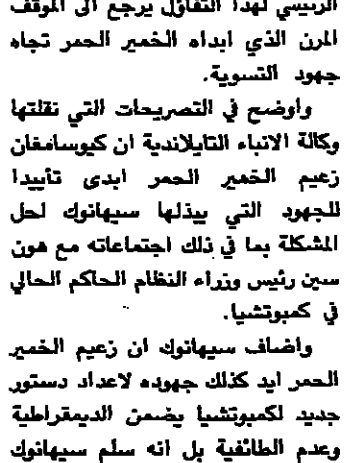 الرئيسي لهذا التفاؤل يرجع الى الموقف
المرن الذي ابداه الخمير الحمر تجاه
جهود التسوية.
واوضح في التصريحات التي نقلتها
وكالة الانباء التايلاندية ان كيوسامغان
زعيم الخمير الحمر ابدى تأييدا
للجهود التي يبذلها سيهانوك لحل
المشكلة بما في ذلك اجتماعاته مع هون
سين رئيس وزراء النظام الحاكم الحالي
في كمبوتشيا.
واضاف سيهانوك ان زعيم الخمير
الحمر ايد كذلك جهوده لاعداد دستور
جديد لكمبوتشيا يضمن الديمقراطية
وعدم الطائفية بل انه سلم سيهانوك